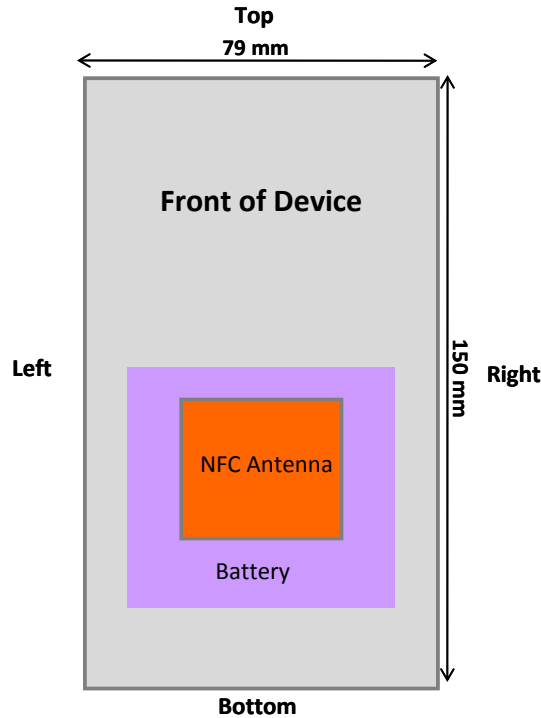 Top
79 mm
Front of Device
Left
150 mm
Right
NFC Antenna
Battery
Bottom